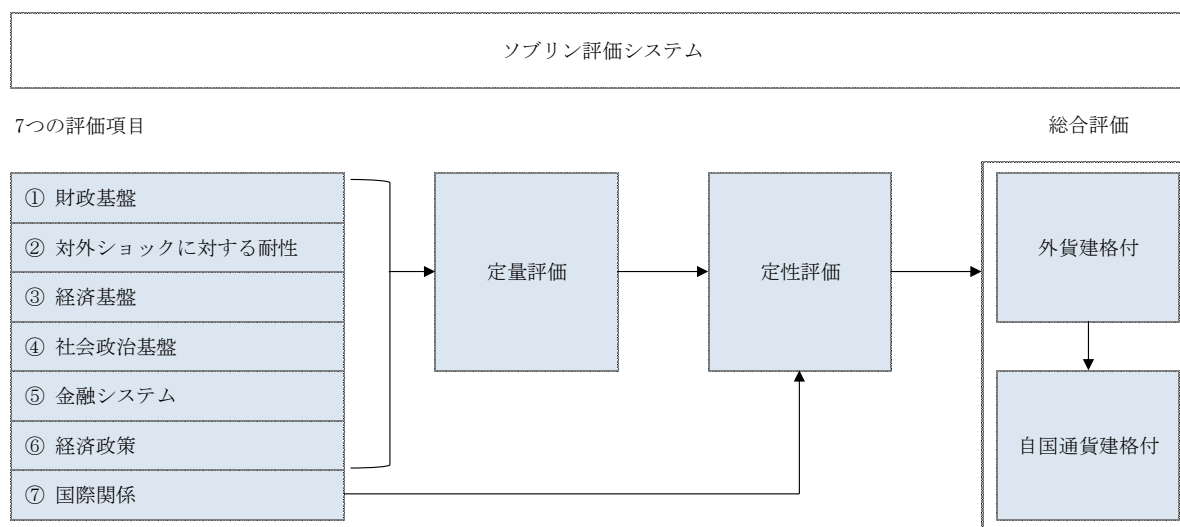 ソブリン評価システム
7つの評価項目
総合評価
① 財政基盤
② 対外ショックに対する耐性
③ 経済基盤
④ 社会政治基盤
⑤ 金融システム
⑥ 経済政策
⑦ 国際関係
定量評価
定性評価
外貨建格付
自国通貨建格付